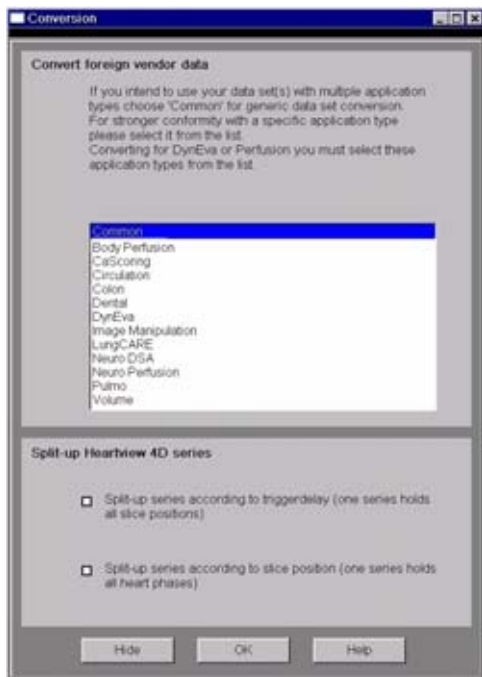 Conversion
Convert foreign vendor data
If you intend to use your data set(s) with multiple application
types choose 'Common' for generic data set conversion.
For stronger conformity with a specific application type
please select it from the list.
Converting for DynEva or Perfusion you must select these
application types from the list.
Common
Body Perfusion
CaScoring
Circulation
Colon
Dental
DynEva
Image Manipulation
LungCARE
Neuro DSA
Neuro Perfusion
Pulmo
Volume
Split-up Heartview 4D series
Split-up series according to triggerdelay (one series holds
all slice positions)
Split-up series according to slice position (one series holds
all heart phases)
Hide
OK
Help